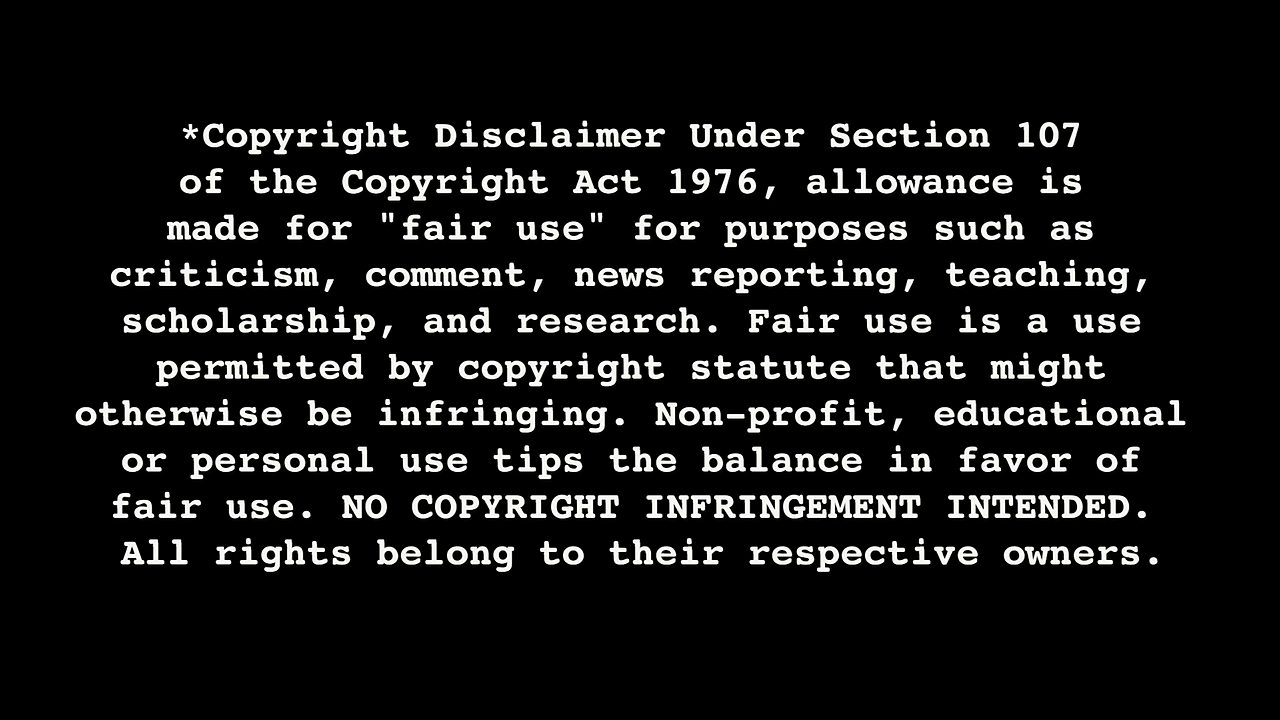 *Copyright Disclaimer Under Section 107
of the Copyright Act 1976, allowance is
made for "fair use" for purposes such as
criticism, comment, news reporting, teaching,
scholarship, and research. Fair use is a use
permitted by copyright statute that might
otherwise be infringing. Non-profit, educational
or personal use tips the balance in favor of
fair use. NO COPYRIGHT INFRINGEMENT INTENDED.
All rights belong to their respective owners.